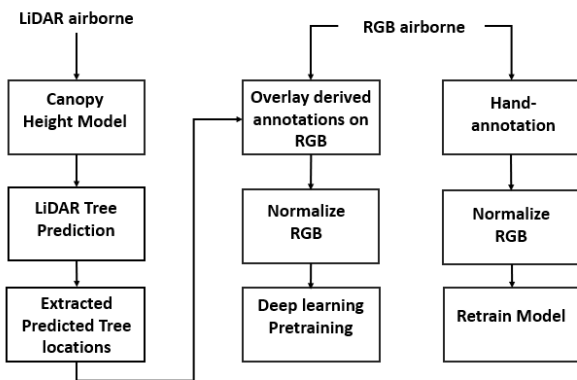 LiDAR airborne
Canopy
Height Model
LiDAR Tree
Prediction
Extracted
Predicted Tree
locations
RGB airborne
Overlay derived
annotations on
RGB
Normalize
RGB
Deep learning
Pretraining
Hand-
annotation
Normalize
RGB
Retrain Model